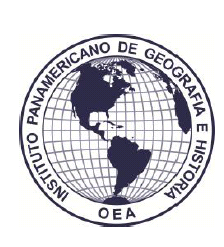 INSTITUTO PANAMERICANO DE GEOGRAFIA E HISTORIA
OEA